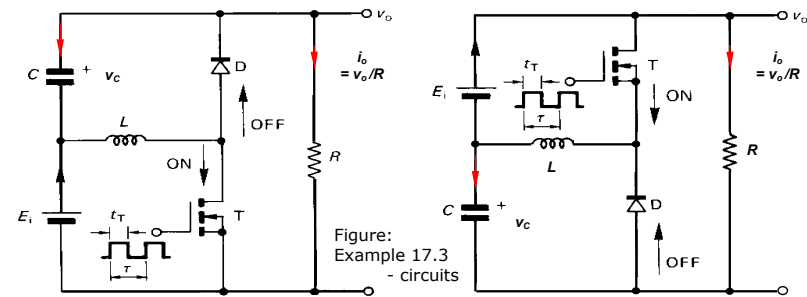 C + v_C
D
i_o
= v_o/R
v_o
L
OFF
ON
R
E_i
t_T
T
τ
Figure:
Example 17.3
- circuits
v_o
t_T
T
i_o
= v_o/R
E_i
τ
ON
L
R
C + v_C
D
OFF